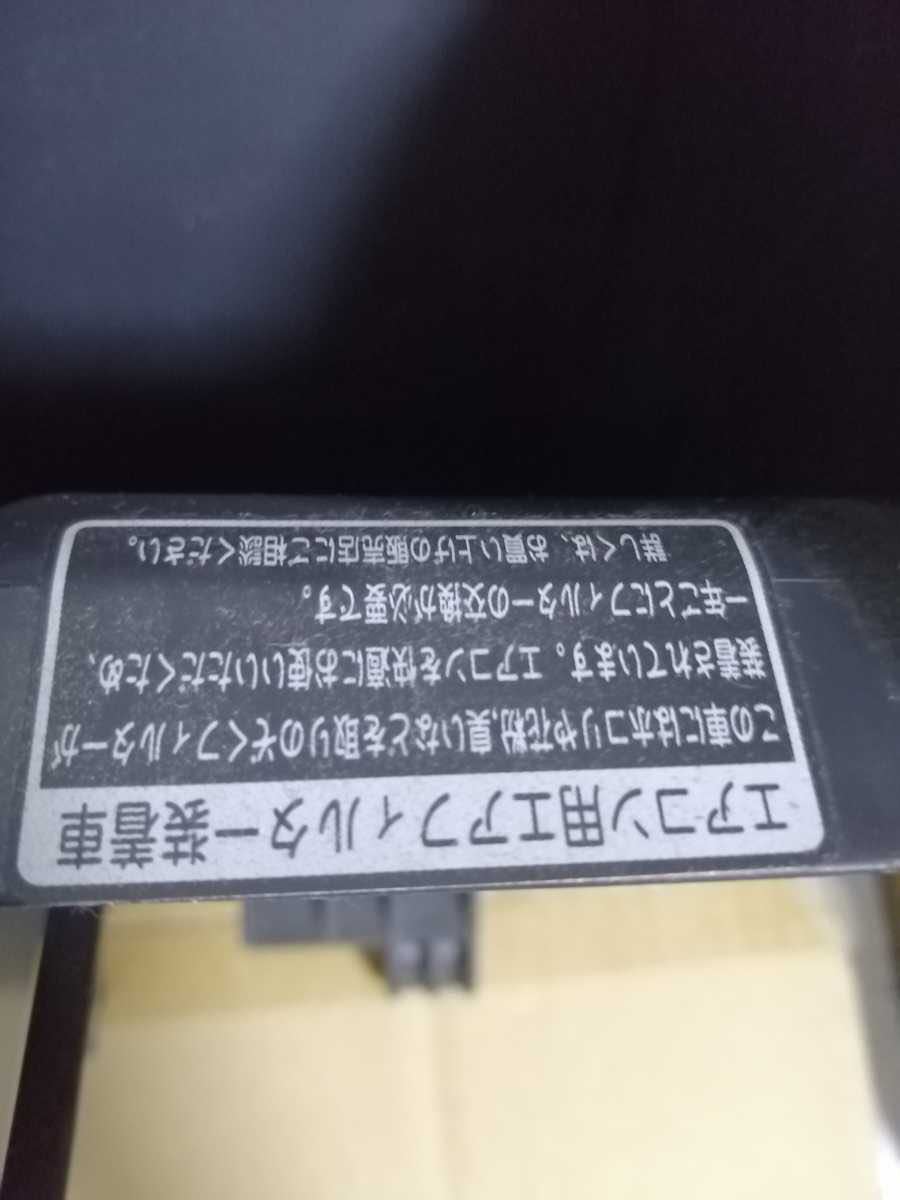 エアコン用エアフィルター装着車
この車にはホコリや花粉,臭いなどを取りのぞくフィルターが
装着されています。エアコンを快適にお使いいただくため、
一年ごとにフィルターの交換が必要です。
詳しくは、お買い上げの販売店にご相談ください。